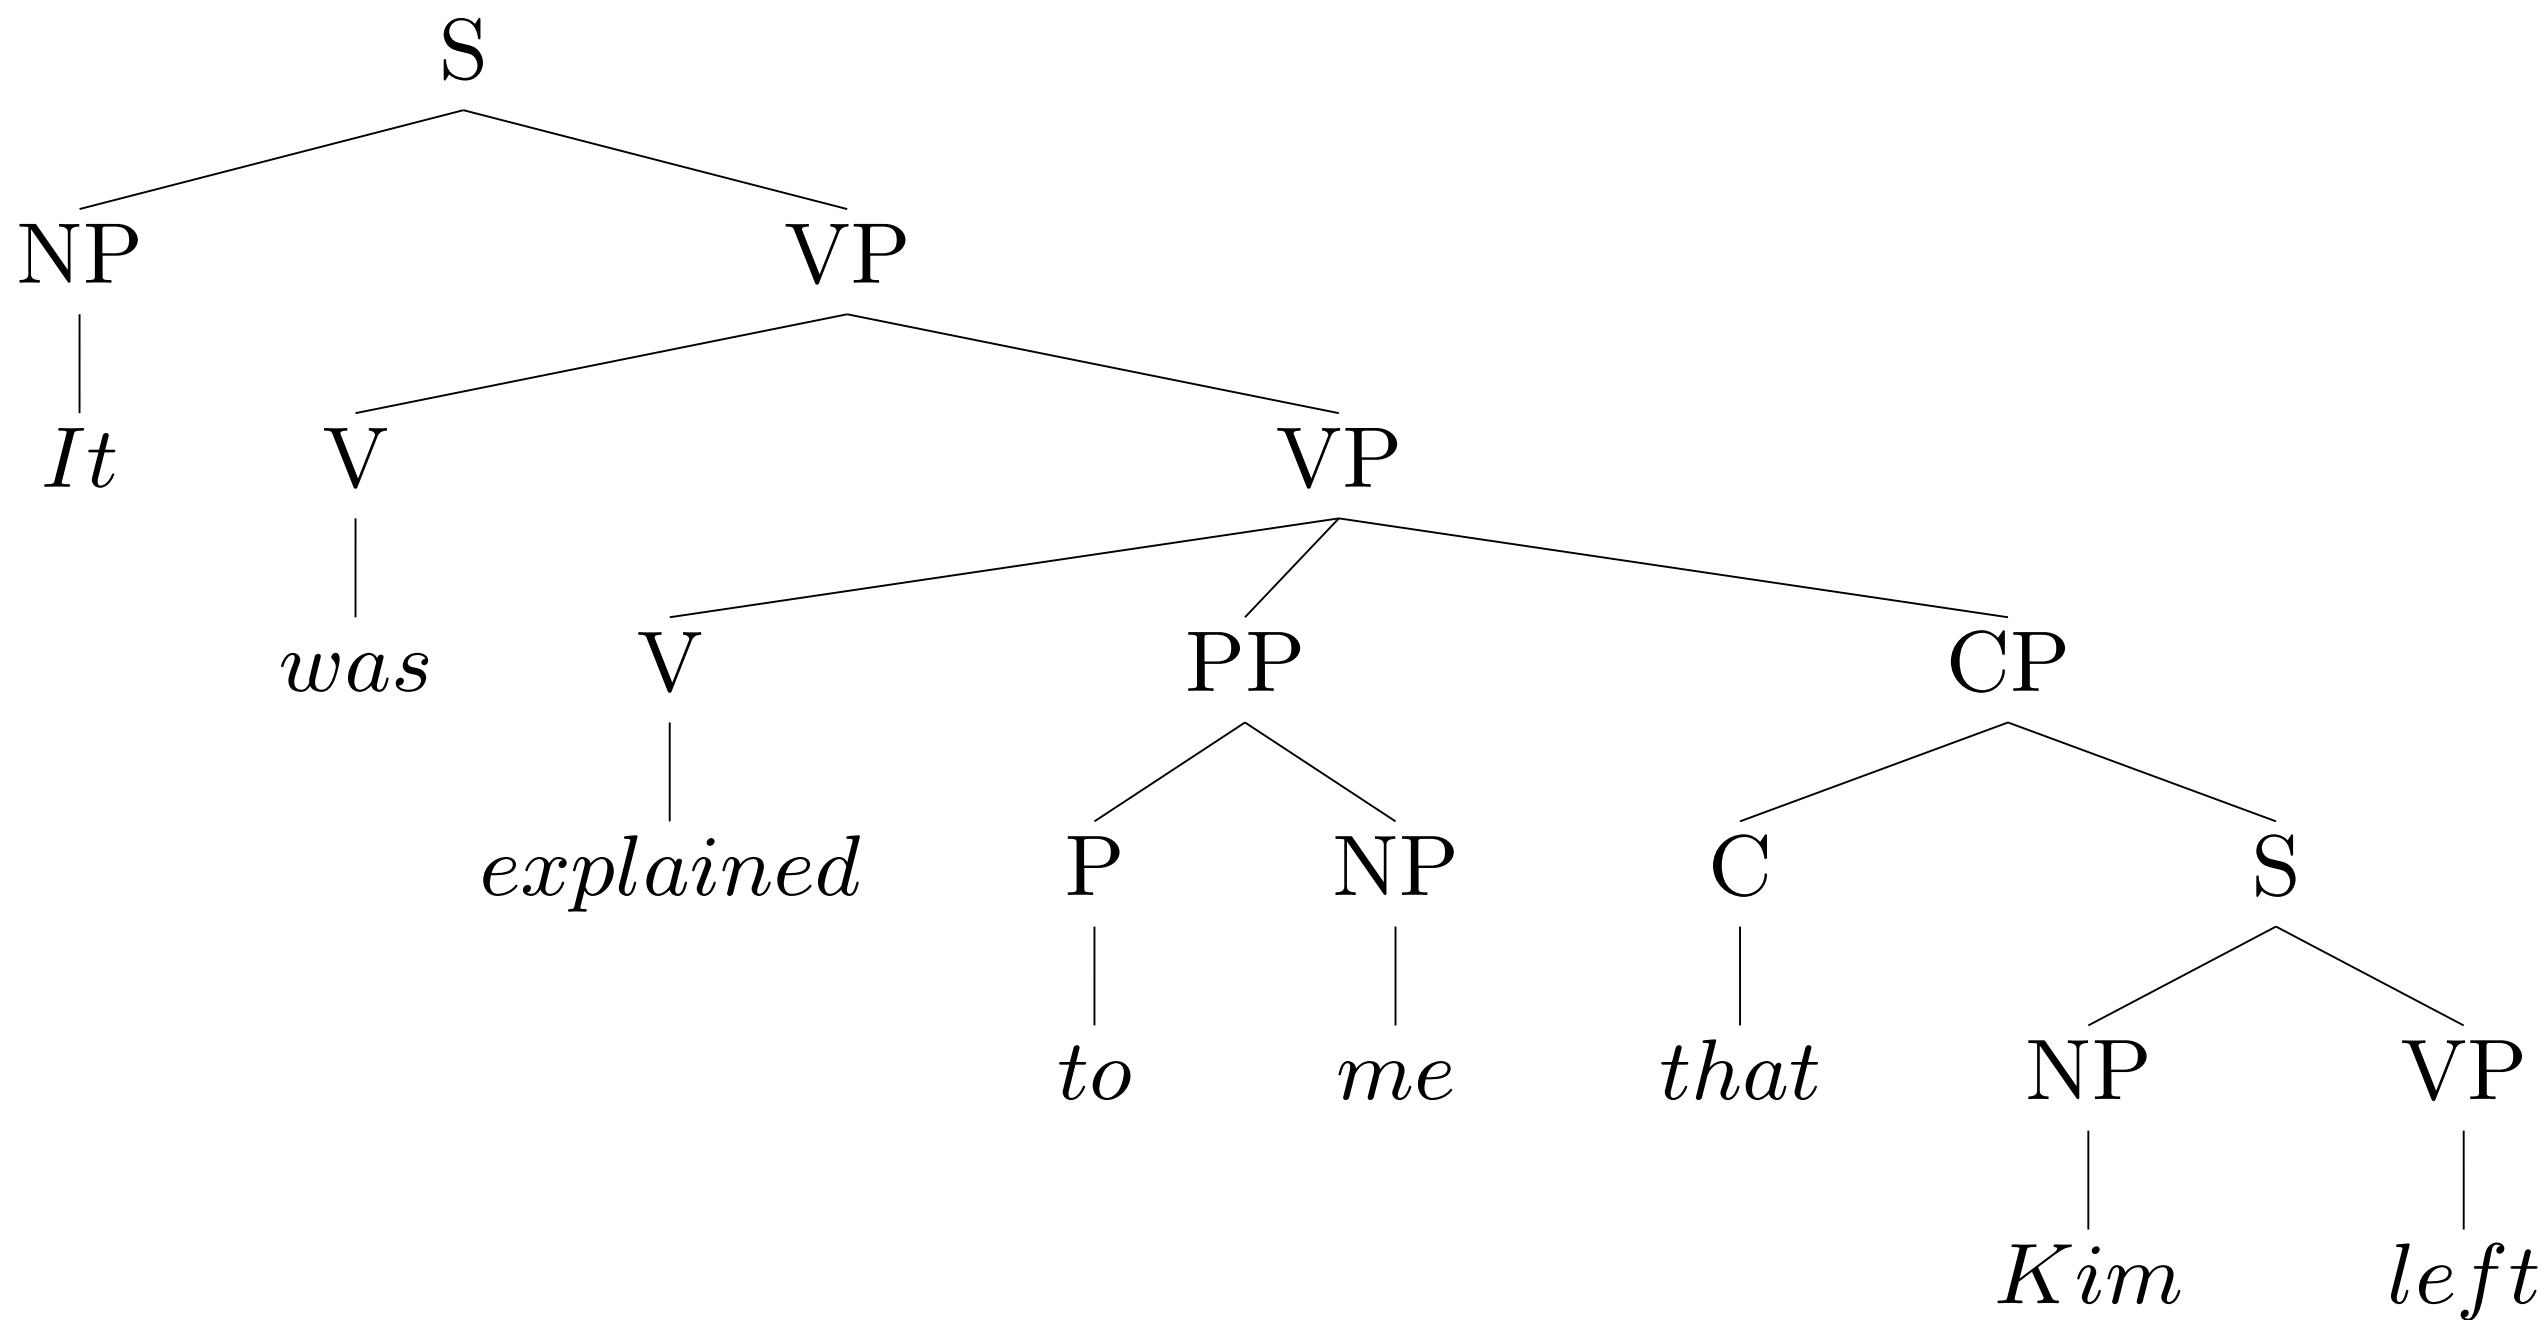 S
NP VP
It V VP
was V PP CP
explained P NP C S
to me that NP VP
Kim left